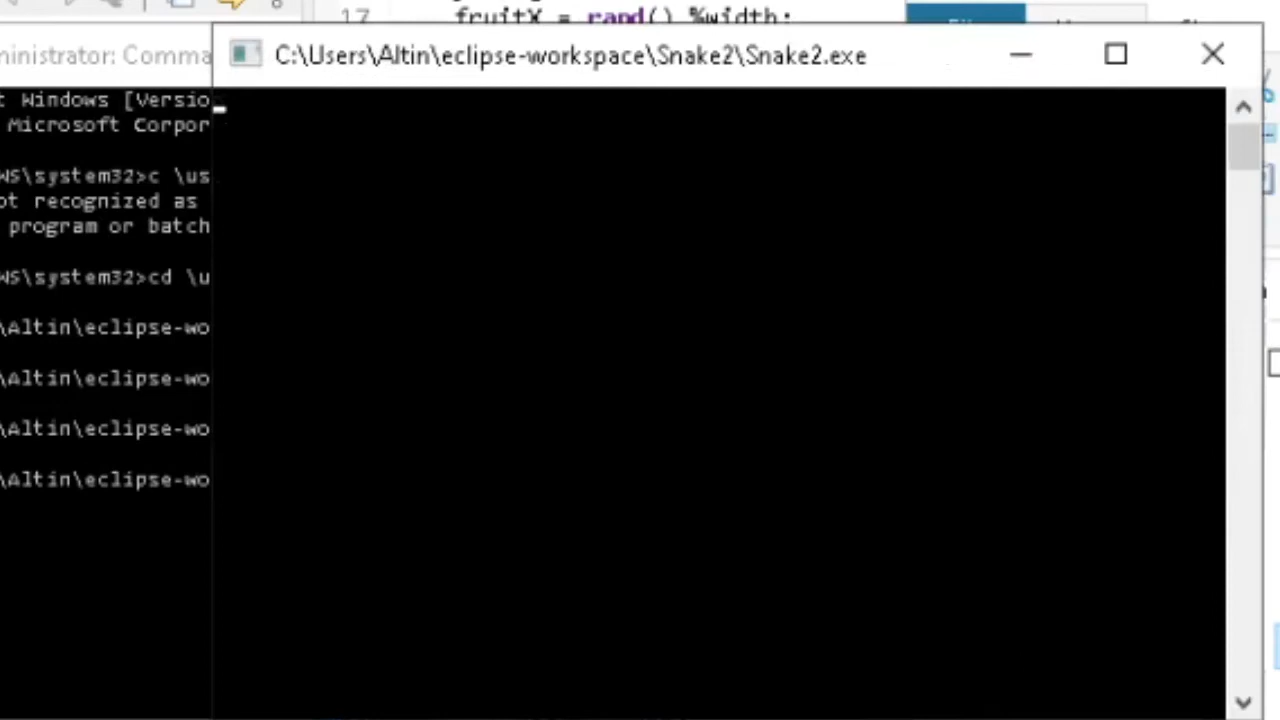 17 fruitX = rand() %width;
ministrator: Comma
C:\Users\Altin\eclipse-workspace\Snake2\Snake2.exe
t Windows [Versio
Microsoft Corpor
WS\system32>c \us
ot recognized as
program or batch
WS\system32>cd \u
\Altin\eclipse-wo
\Altin\eclipse-wo
\Altin\eclipse-wo
\Altin\eclipse-wo